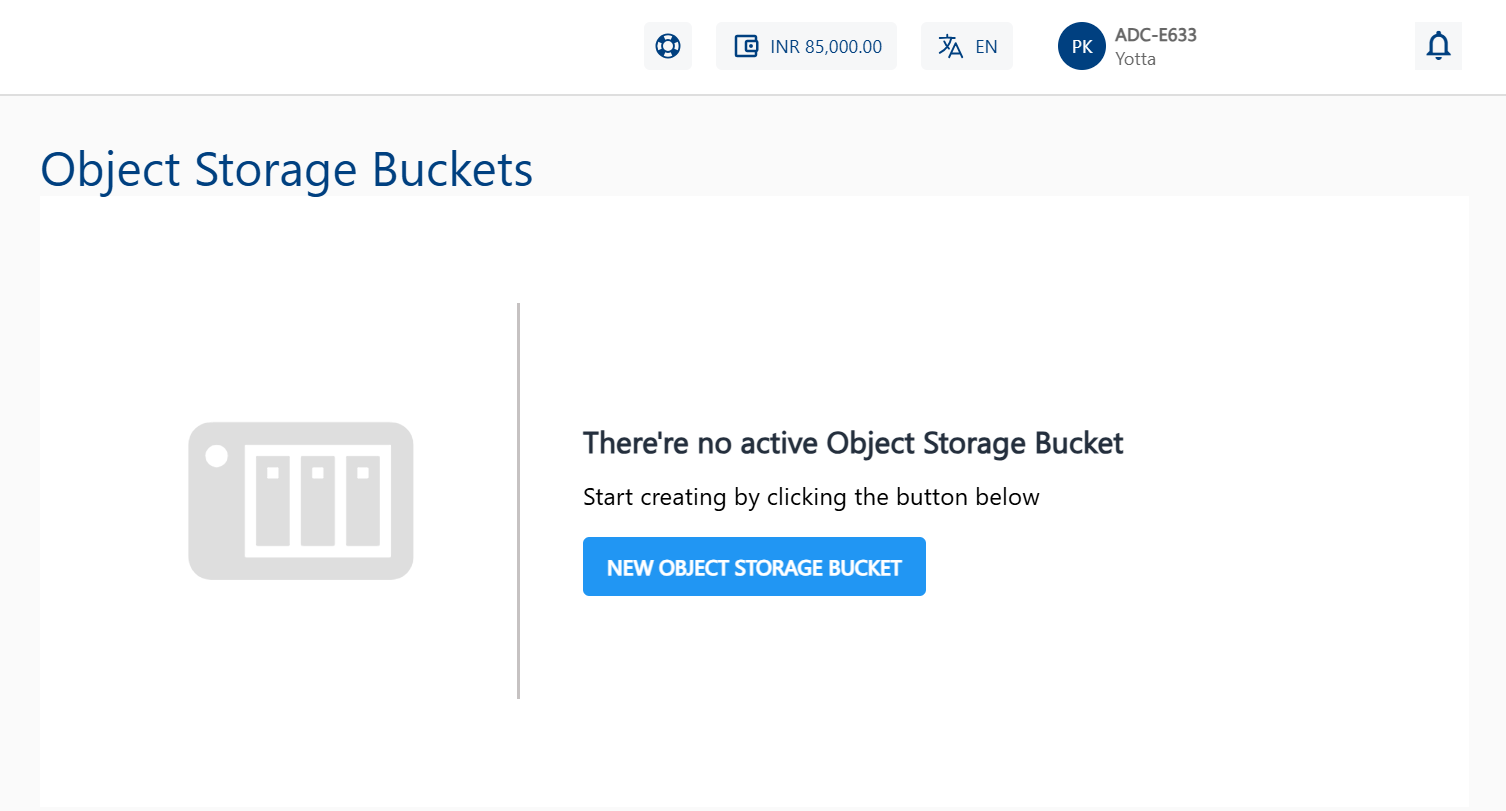 INR 85,000.00
EN
PK
ADC-E633
Yotta
Object Storage Buckets
There're no active Object Storage Bucket
Start creating by clicking the button below
NEW OBJECT STORAGE BUCKET